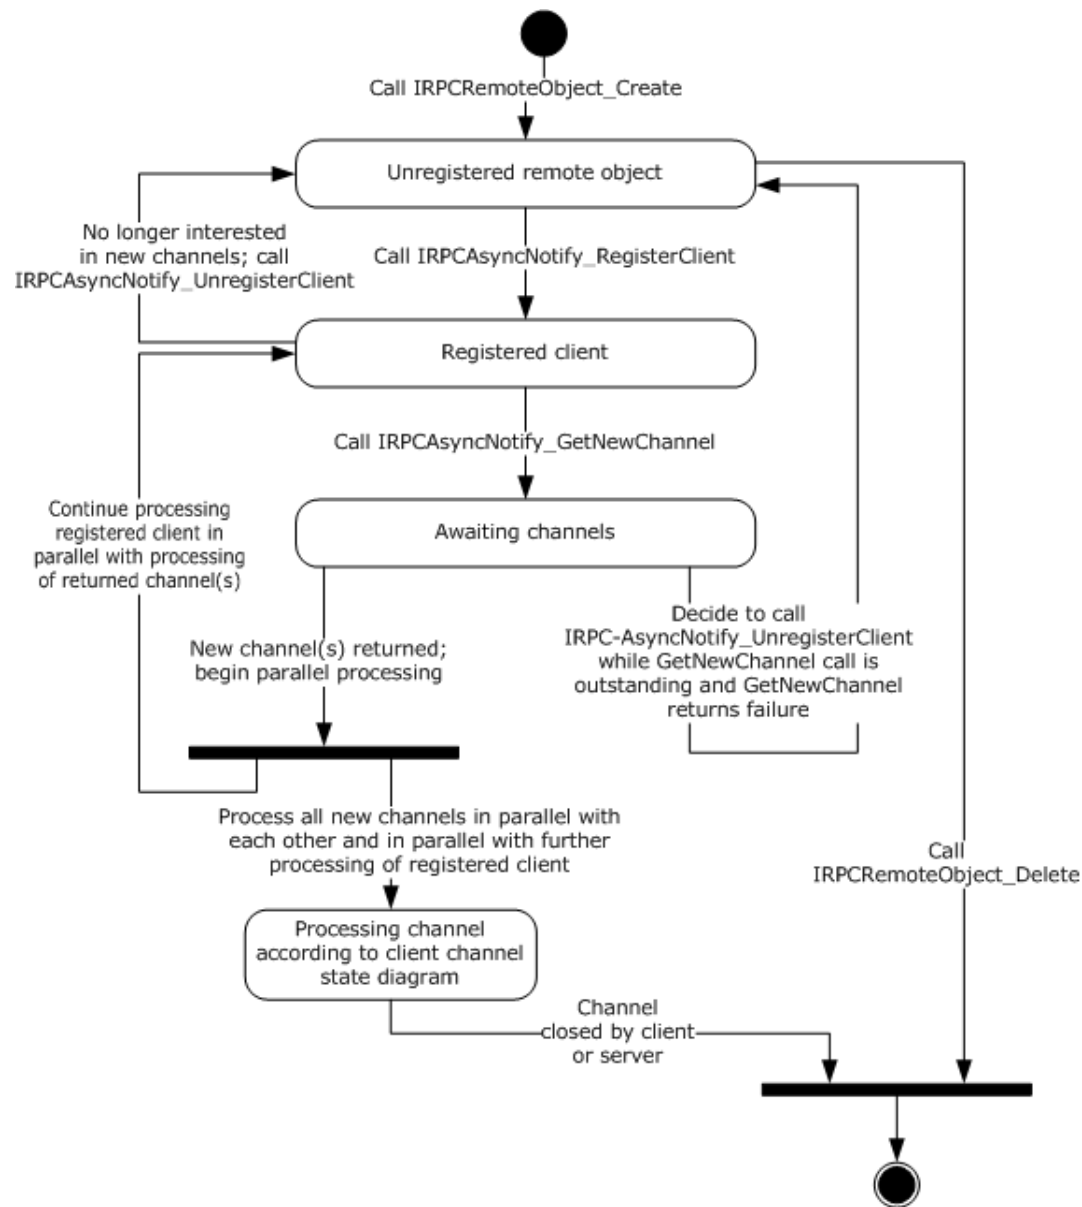 Call IRPCRemoteObject_Create
Unregistered remote object
No longer interested
in new channels; call
IRPCAsyncNotify_UnregisterClient
Call IRPCAsyncNotify_RegisterClient
Registered client
Call IRPCAsyncNotify_GetNewChannel
Continue processing
registered client in
parallel with processing
of returned channel(s)
Awaiting channels
New channel(s) returned;
begin parallel processing
Decide to call
IRPC-AsyncNotify_UnregisterClient
while GetNewChannel call is
outstanding and GetNewChannel
returns failure
Process all new channels in parallel with
each other and in parallel with further
processing of registered client
Call
IRPCRemoteObject_Delete
Processing channel
according to client channel
state diagram
Channel
closed by client
or server